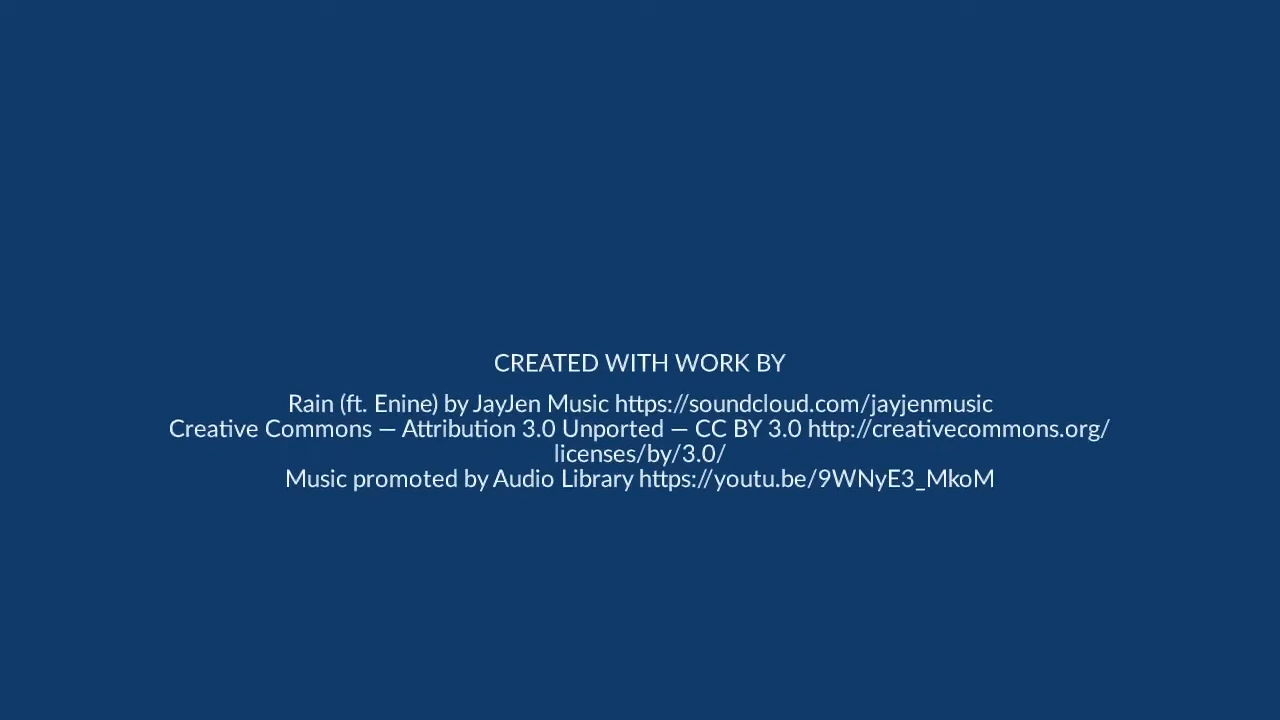 CREATED WITH WORK BY
Rain (ft. Enine) by JayJen Music https://soundcloud.com/jayjenmusic
Creative Commons — Attribution 3.0 Unported — CC BY 3.0 http://creativecommons.org/
licenses/by/3.0/
Music promoted by Audio Library https://youtu.be/9WNyE3_MkoM